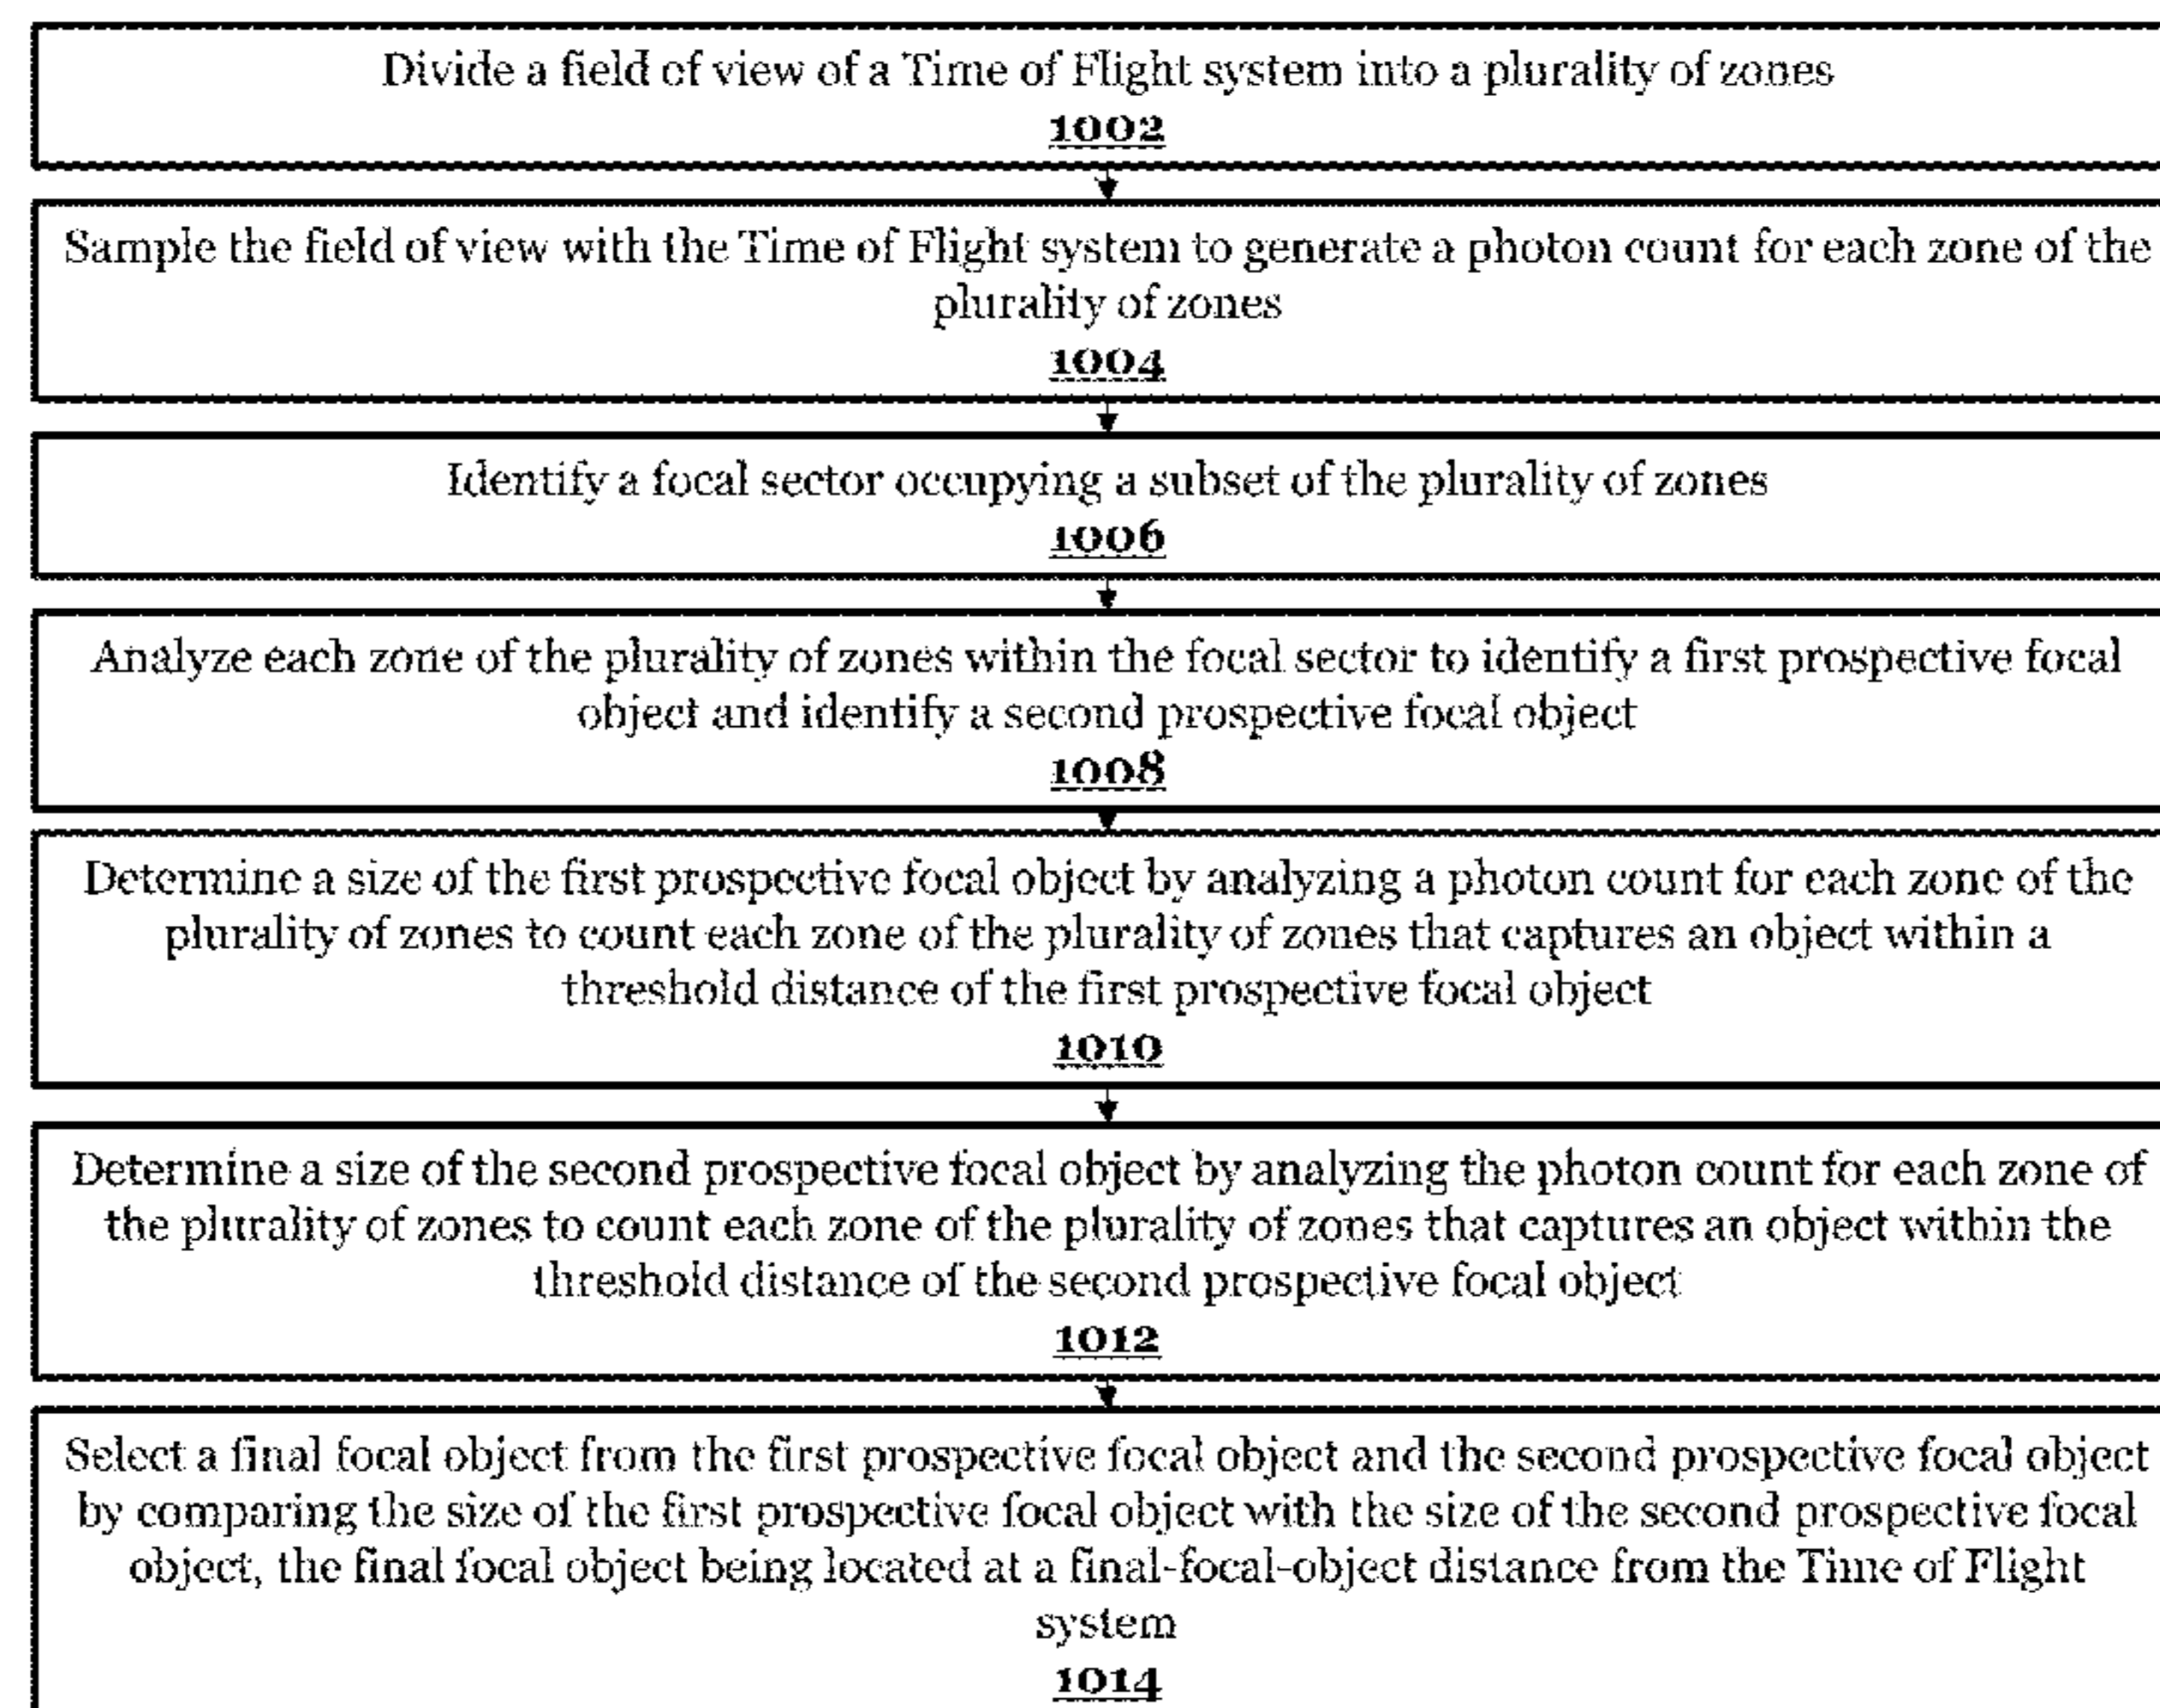 Divide a field of view of a Time of Flight system into a plurality of zones
1002
Sample the field of view with the Time of Flight system to generate a photon count for each zone of the
plurality of zones
1004
Identify a focal sector occupying a subset of the plurality of zones
1006
Analyze each zone of the plurality of zones within the focal sector to identify a first prospective focal
object and identify a second prospective focal object
1008
Determine a size of the first prospective focal object by analyzing a photon count for each zone of the
plurality of zones to count each zone of the plurality of zones that captures an object within a
threshold distance of the first prospective focal object
1010
Determine a size of the second prospective focal object by analyzing the photon count for each zone of
the plurality of zones to count each zone of the plurality of zones that captures an object within the
threshold distance of the second prospective focal object
1012
Select a final focal object from the first prospective focal object and the second prospective focal object
by comparing the size of the first prospective focal object with the size of the second prospective focal
object, the final focal object being located at a final-focal-object distance from the Time of Flight
system
1014